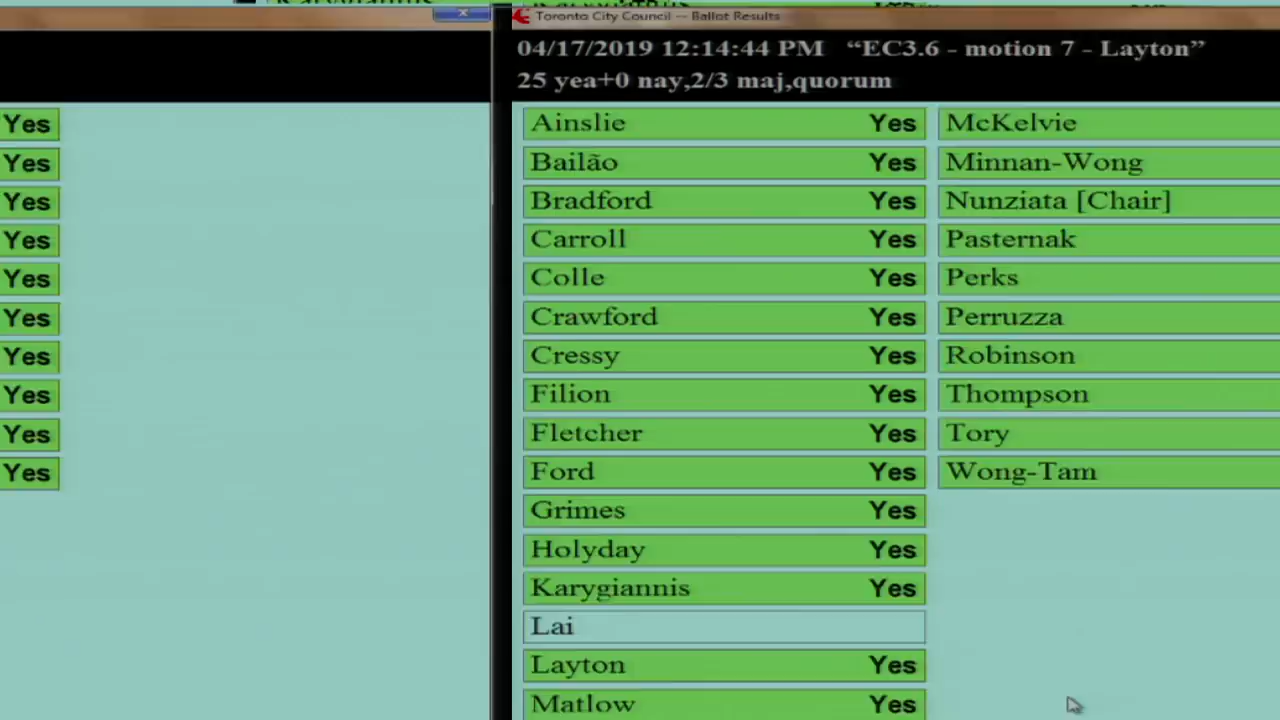 Toronto City Council — Ballot Results
04/17/2019 12:14:44 PM “EC3.6 - motion 7 - Layton”
25 yea+0 nay,2/3 maj,quorum
Yes
Yes
Yes
Yes
Yes
Yes
Yes
Yes
Yes
Yes
Ainslie Yes
Bailão Yes
Bradford Yes
Carroll Yes
Colle Yes
Crawford Yes
Cressy Yes
Filion Yes
Fletcher Yes
Ford Yes
Grimes Yes
Holyday Yes
Karygiannis Yes
Lai
Layton Yes
Matlow Yes
McKelvie
Minnan-Wong
Nunziata [Chair]
Pasternak
Perks
Perruzza
Robinson
Thompson
Tory
Wong-Tam